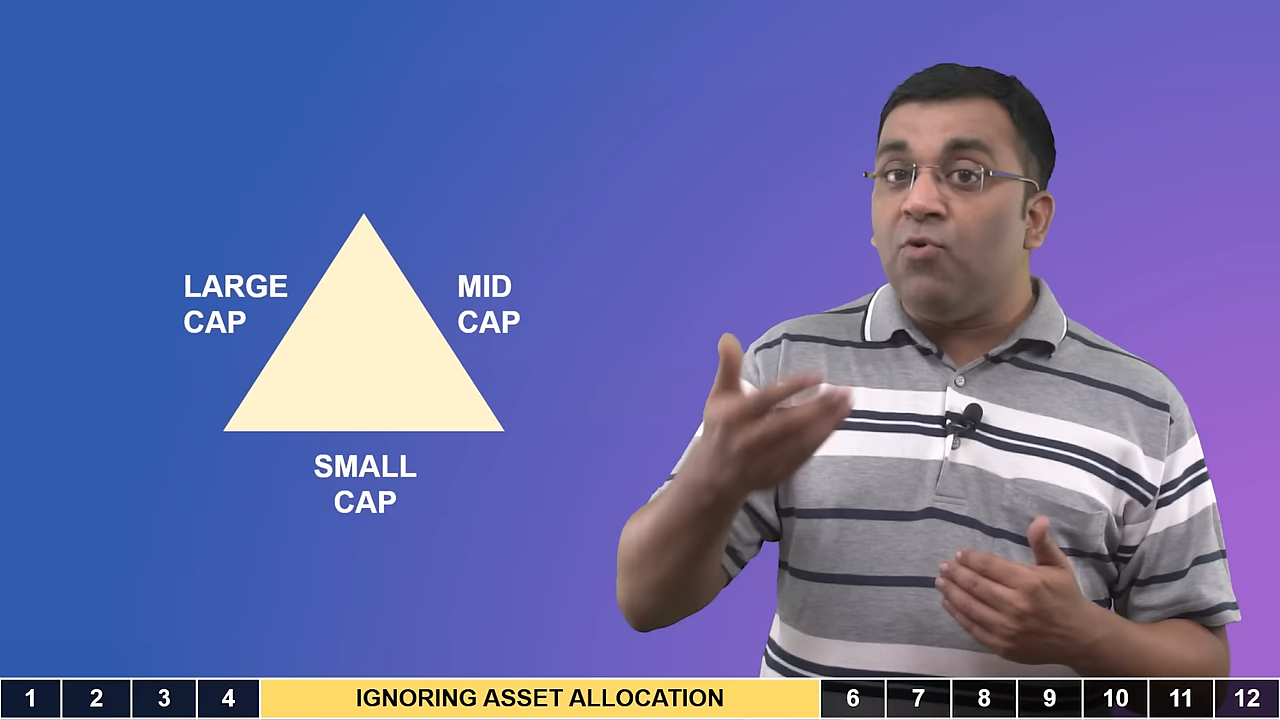 LARGE
CAP
MID
CAP
SMALL
CAP
1 2 3 4 IGNORING ASSET ALLOCATION 6 7 8 9 10 11 12